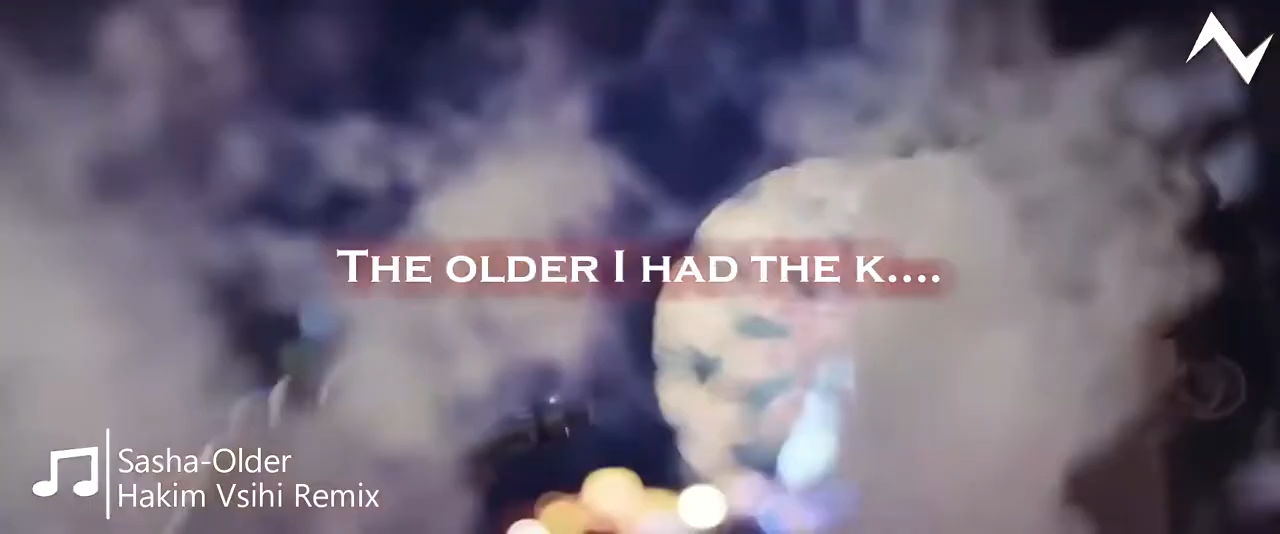 The older I had the k....
Sasha-Older
Hakim Vsihi Remix